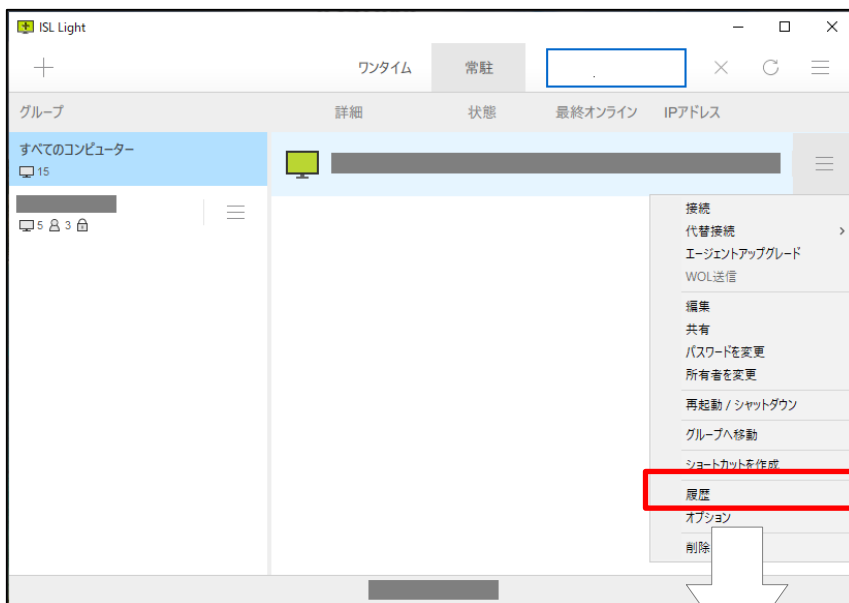 ISL Light
ワンタイム
常駐
グループ
詳細
状態
最終オンライン
IPアドレス
すべてのコンピューター
15
5 3
接続
代替接続
エージェントアップグレード
WOL送信
編集
共有
パスワードを変更
所有者を変更
再起動 / シャットダウン
グループへ移動
ショートカットを作成
履歴
オプション
削除